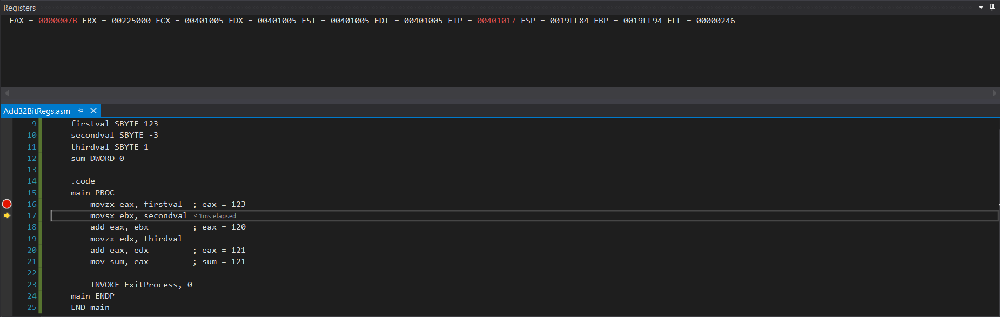 Registers
EAX = 0000007B EBX = 00225000 ECX = 00401005 EDX = 00401005 ESI = 00401005 EDI = 00401005 EIP = 00401017 ESP = 0019FF84 EBP = 0019FF94 EFL = 00000246
Add32BitRegs.asm
9 firstval SBYTE 123
10 secondval SBYTE -3
11 thirdval SBYTE 1
12 sum DWORD 0
13
14 .code
15 main PROC
16 movzx eax, firstval ; eax = 123
17 movsx ebx, secondval ≤ 1ms elapsed
18 add eax, ebx ; eax = 120
19 movzx edx, thirdval
20 add eax, edx ; eax = 121
21 mov sum, eax ; sum = 121
22
23 INVOKE ExitProcess, 0
24 main ENDP
25 END main